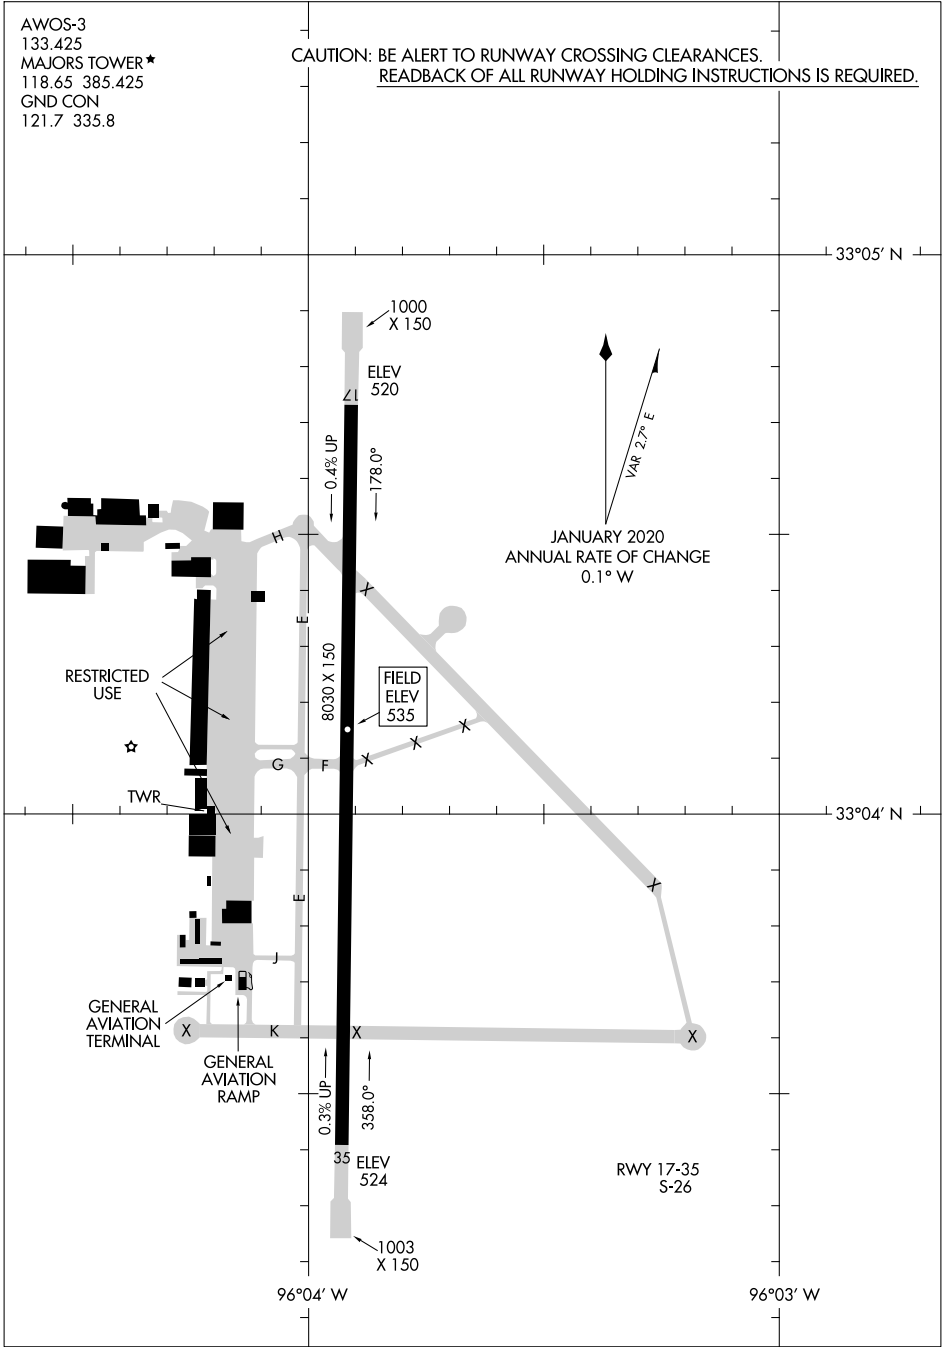 AWOS-3
133.425
MAJORS TOWER★
118.65 385.425
GND CON
121.7 335.8
CAUTION: BE ALERT TO RUNWAY CROSSING CLEARANCES.
READBACK OF ALL RUNWAY HOLDING INSTRUCTIONS IS REQUIRED.
33°05' N
1000
X 150
ELEV
520
17
0.4% UP
178.0°
VAR 2.7° E
JANUARY 2020
ANNUAL RATE OF CHANGE
0.1° W
H
X
E
8030 X 150
RESTRICTED
USE
FIELD
ELEV
535
X
X
X
G
F
TWR
33°04' N
X
E
J
GENERAL
AVIATION
TERMINAL
X
K
X
X
GENERAL
AVIATION
RAMP
0.3% UP
358.0°
35
ELEV
524
RWY 17-35
S-26
1003
X 150
96°04' W
96°03' W